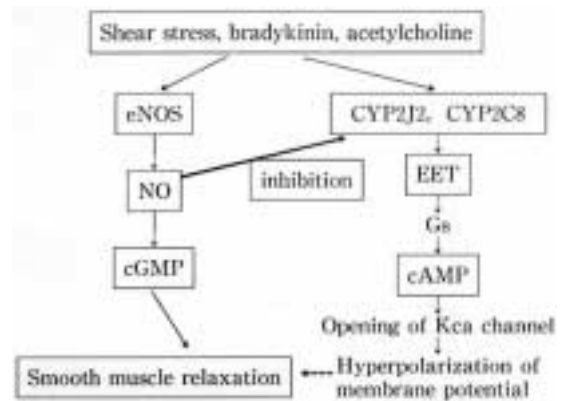 Shear stress, bradykinin, acetylcholine
eNOS
CYP2J2, CYP2C8
NO
inhibition
EET
Gs
cGMP
cAMP
Opening of Kca channel
Smooth muscle relaxation
Hyperpolarization of
membrane potential